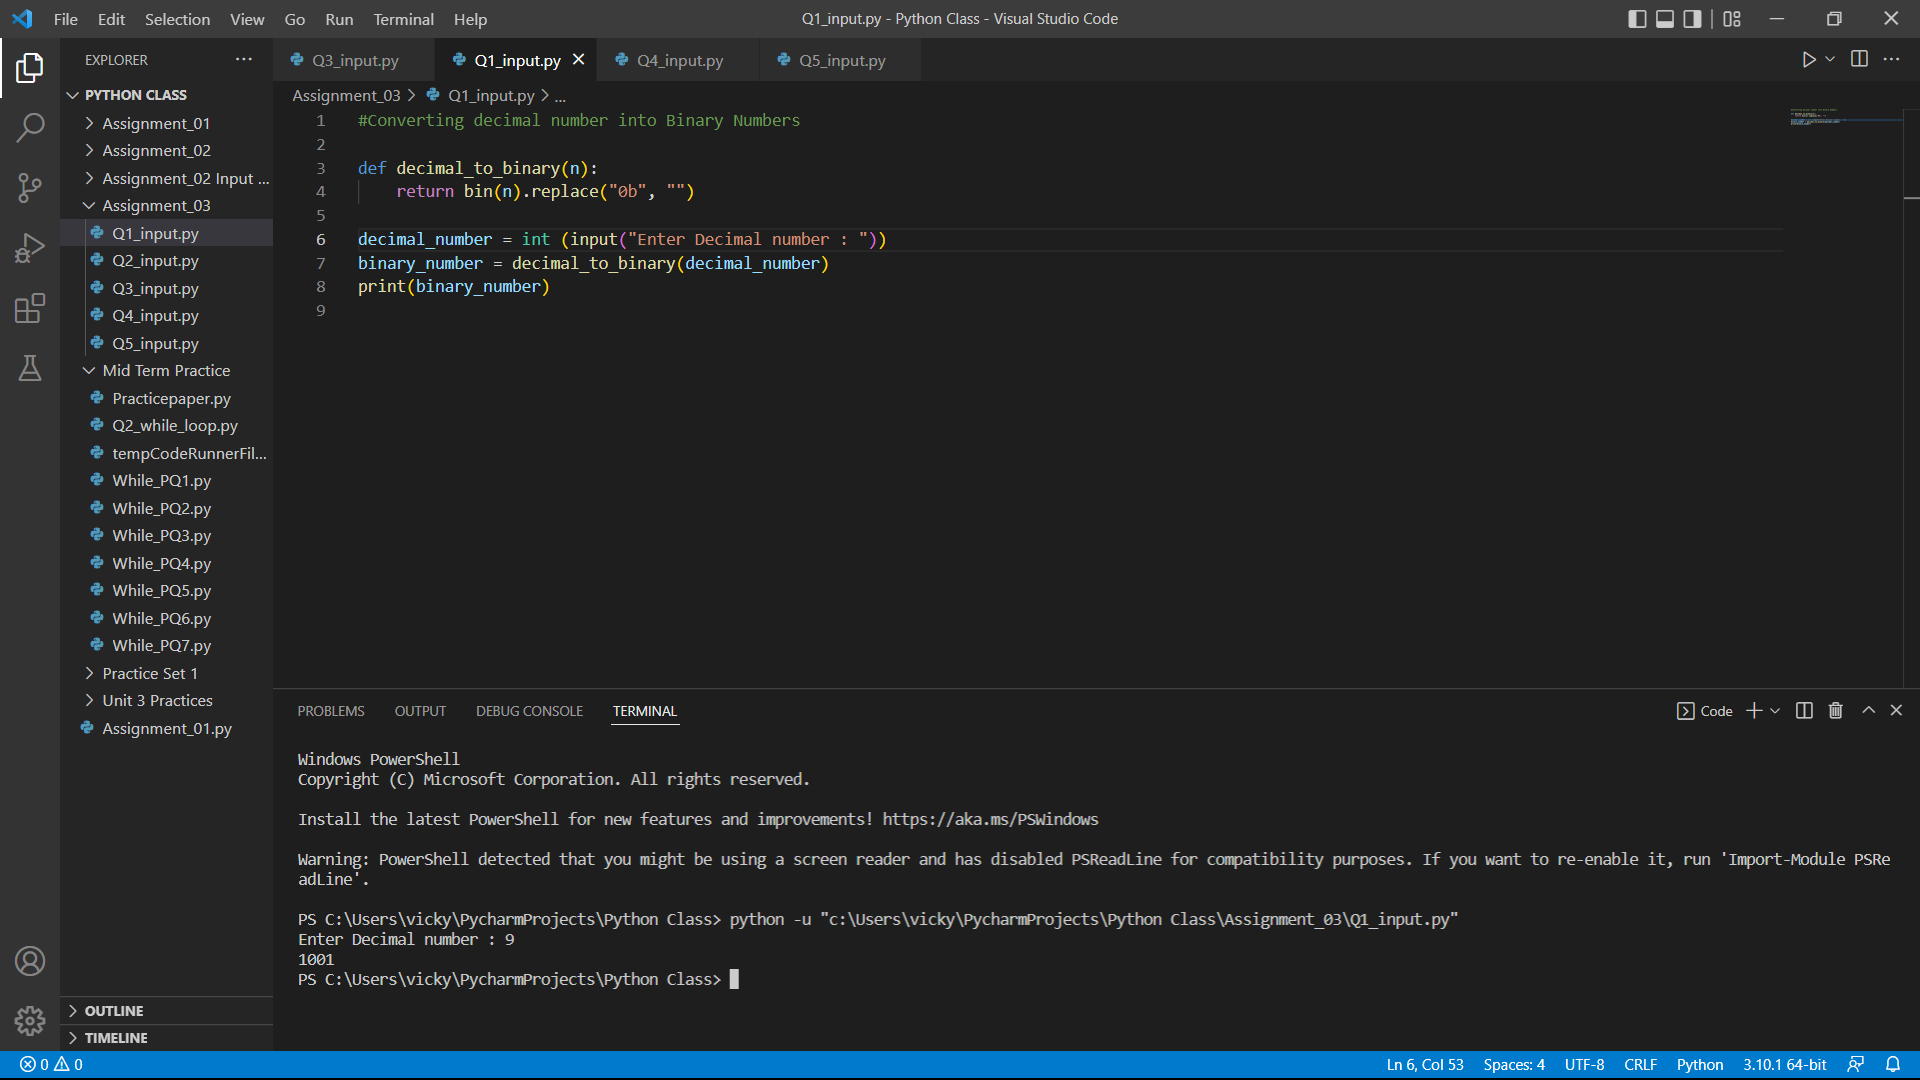 File Edit Selection View Go Run Terminal Help
Q1_input.py - Python Class - Visual Studio Code
EXPLORER
PYTHON CLASS
Assignment_01
Assignment_02
Assignment_02 Input ...
Assignment_03
Q1_input.py
Q2_input.py
Q3_input.py
Q4_input.py
Q5_input.py
Mid Term Practice
Practicepaper.py
Q2_while_loop.py
tempCodeRunnerFil...
While_PQ1.py
While_PQ2.py
While_PQ3.py
While_PQ4.py
While_PQ5.py
While_PQ6.py
While_PQ7.py
Practice Set 1
Unit 3 Practices
Assignment_01.py
OUTLINE
TIMELINE
Q3_input.py Q1_input.py Q4_input.py Q5_input.py
Assignment_03 > Q1_input.py > ...
1 #Converting decimal number into Binary Numbers
2
3 def decimal_to_binary(n):
4 return bin(n).replace("0b", "")
5
6 decimal_number = int (input("Enter Decimal number : "))
7 binary_number = decimal_to_binary(decimal_number)
8 print(binary_number)
9
PROBLEMS OUTPUT DEBUG CONSOLE TERMINAL
Code
Windows PowerShell
Copyright (C) Microsoft Corporation. All rights reserved.
Install the latest PowerShell for new features and improvements! https://aka.ms/PSWindows
Warning: PowerShell detected that you might be using a screen reader and has disabled PSReadLine for compatibility purposes. If you want to re-enable it, run 'Import-Module PSRe
adLine'.
PS C:\Users\vicky\PycharmProjects\Python Class> python -u "c:\Users\vicky\PycharmProjects\Python Class\Assignment_03\Q1_input.py"
Enter Decimal number : 9
1001
PS C:\Users\vicky\PycharmProjects\Python Class>
0 0
Ln 6, Col 53 Spaces: 4 UTF-8 CRLF Python 3.10.1 64-bit